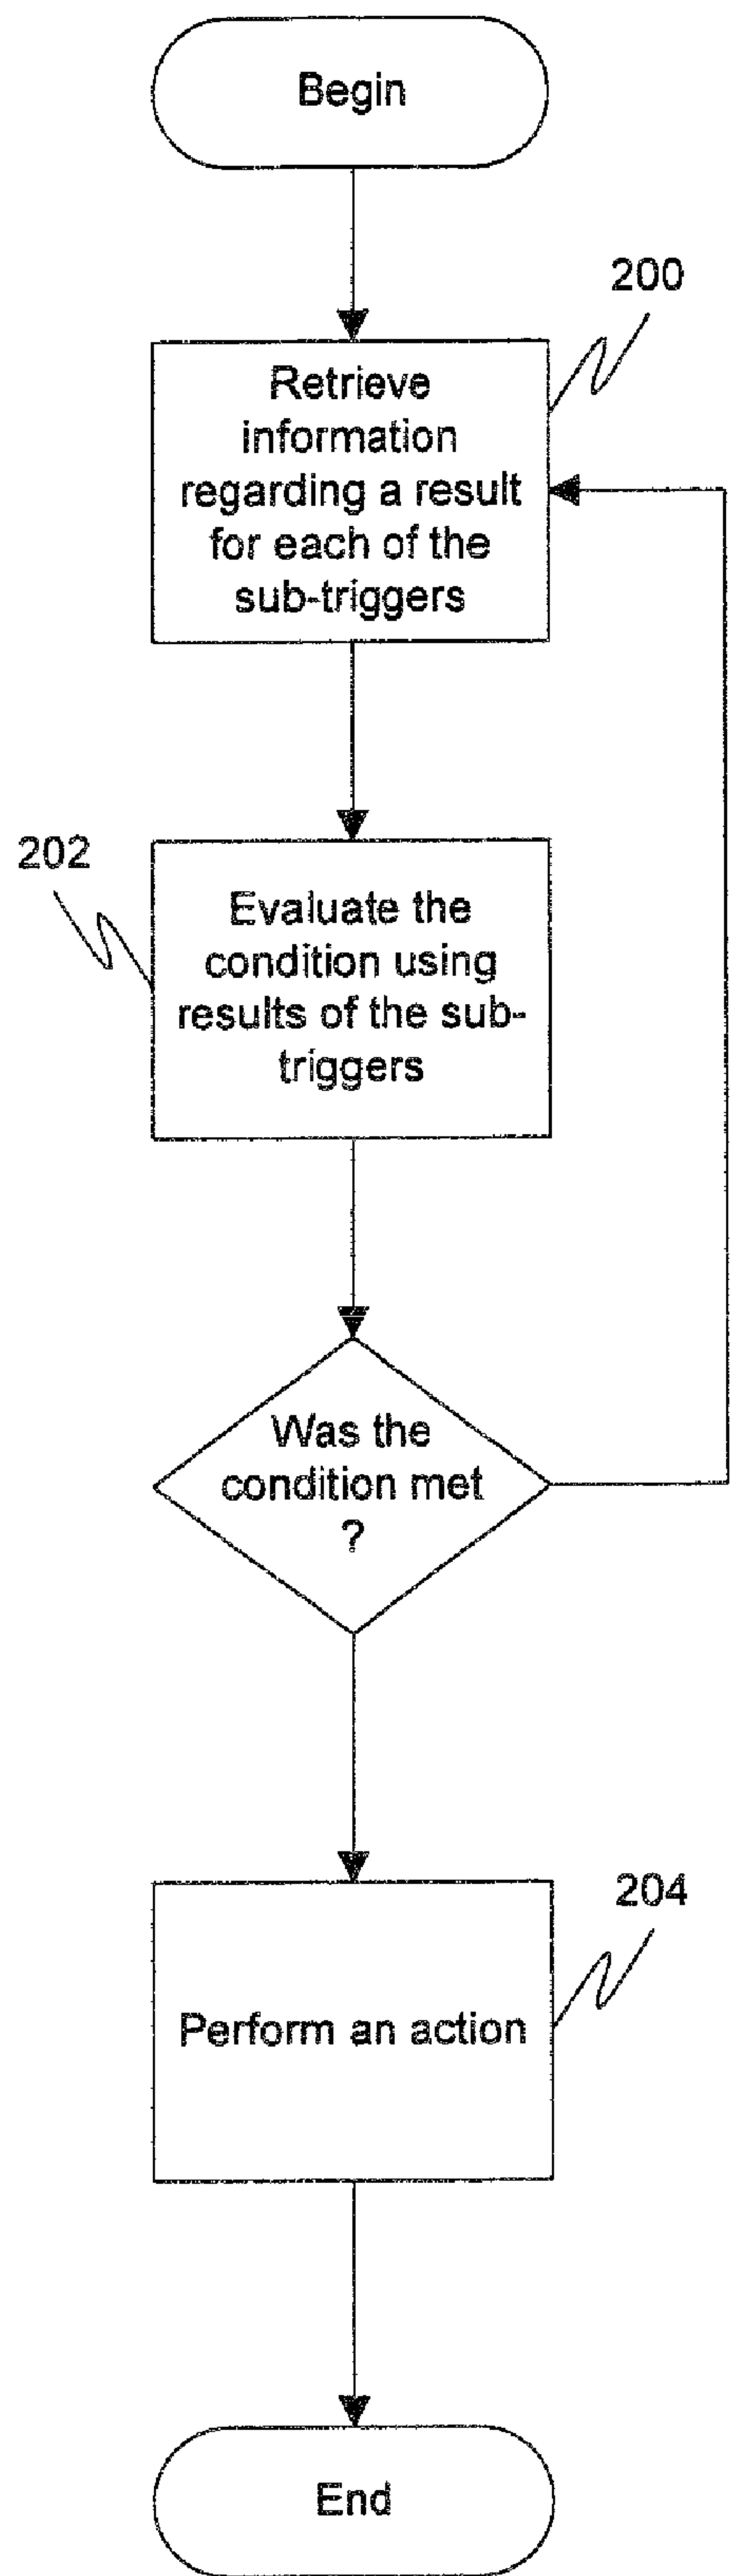 Begin
200
Retrieve
information
regarding a result
for each of the
sub-triggers
202
Evaluate the
condition using
results of the sub-
triggers
Was the
condition met
?
204
Perform an action
End